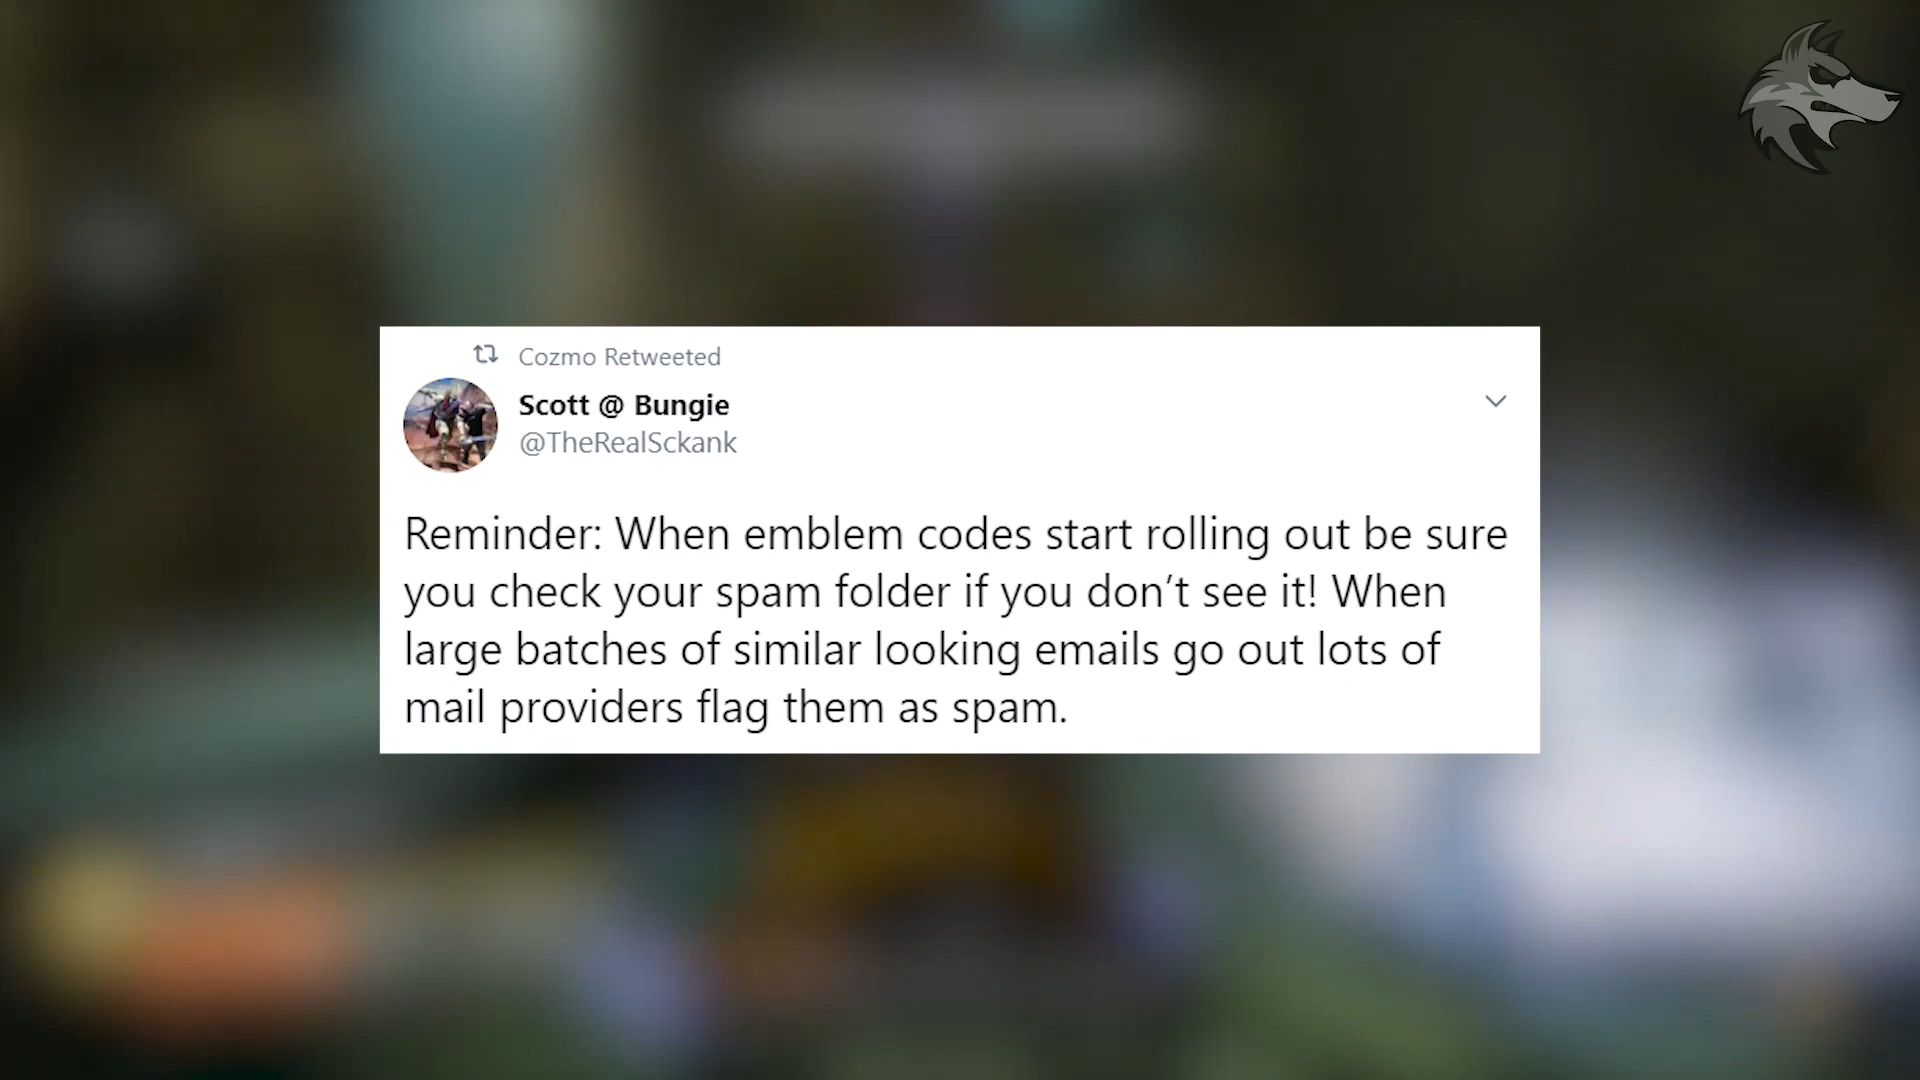 Cozmo Retweeted
Scott @ Bungie
@TheRealSckank
Reminder: When emblem codes start rolling out be sure
you check your spam folder if you don’t see it! When
large batches of similar looking emails go out lots of
mail providers flag them as spam.